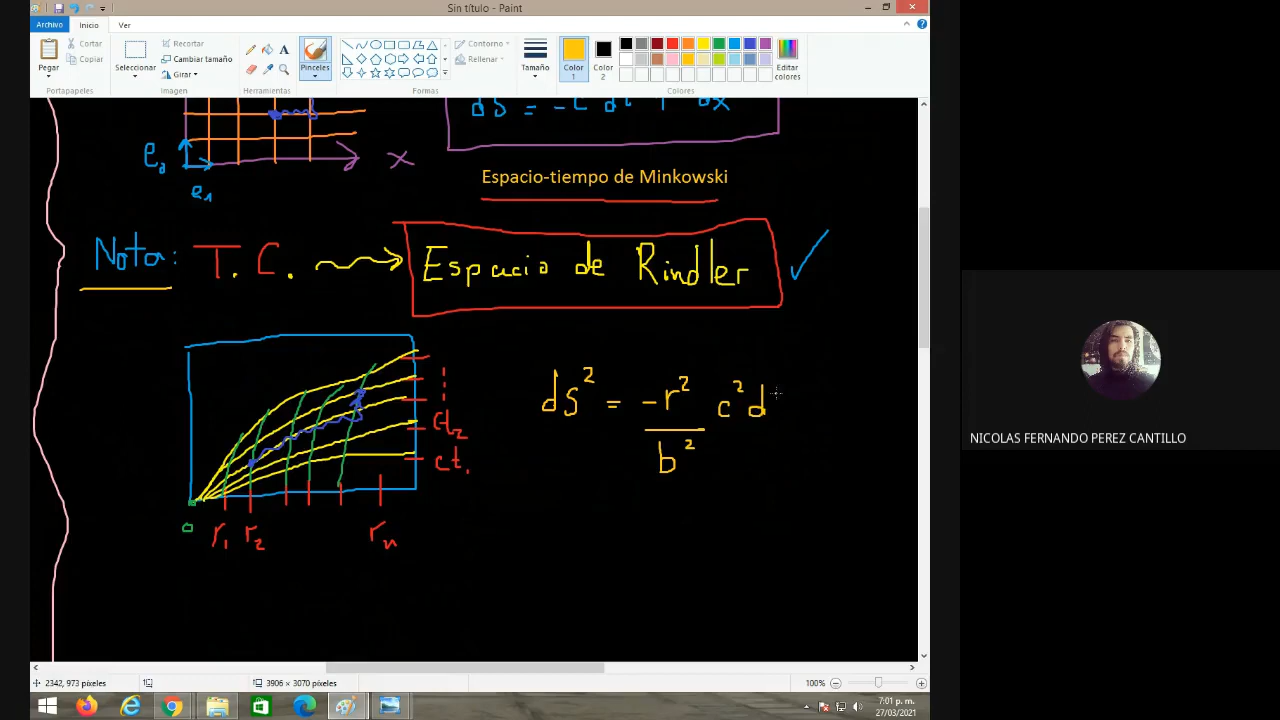 Sin título - Paint
Archivo Inicio Ver
Pegar
Cortar
Copiar
Seleccionar
Recortar
Cambiar tamaño
Girar
Pinceles
Contorno
Rellenar
Tamaño
Color 1
Color 2
Editar colores
Portapapeles Imagen Herramientas Formas Colores
e₀
e₁
x
Espacio-tiempo de Minkowski
Nota: T.C. Espacio de Rindler ✓
ct₂
ct₁
0 r₁ r₂ rₙ
dS² = -r²/b² c²d
NICOLAS FERNANDO PEREZ CANTILLO
2342, 973 píxeles 3906 × 3070 píxeles 100%
7:01 p. m.
27/03/2021